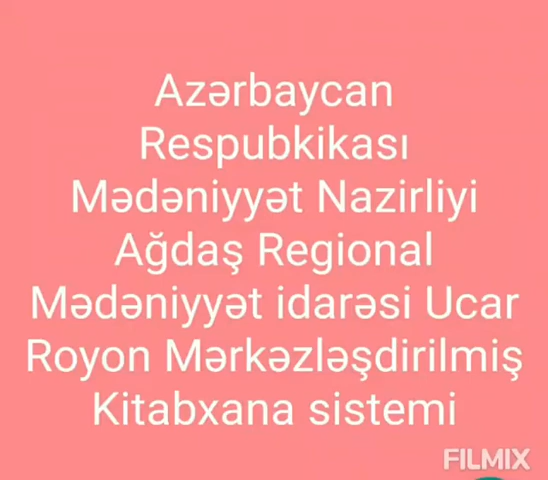 Azərbaycan
Respubkikası
Mədəniyyət Nazirliyi
Ağdaş Regional
Mədəniyyət idarəsi Ucar
Royon Mərkəzləşdirilmiş
Kitabxana sistemi
FILMIX